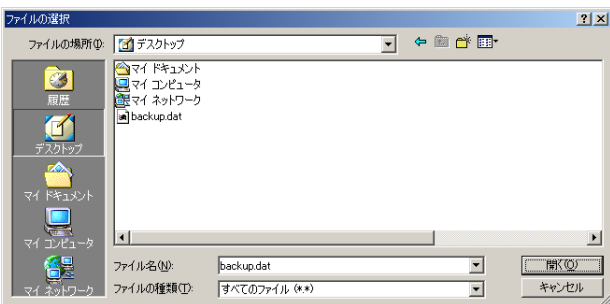 ファイルの選択
ファイルの場所(I):
デスクトップ
マイ ドキュメント
マイ コンピュータ
マイ ネットワーク
backup.dat
履歴
デスクトップ
マイ ドキュメント
マイ コンピュータ
マイ ネットワーク
ファイル名(N):
backup.dat
開く(O)
ファイルの種類(T):
すべてのファイル (*.*)
キャンセル